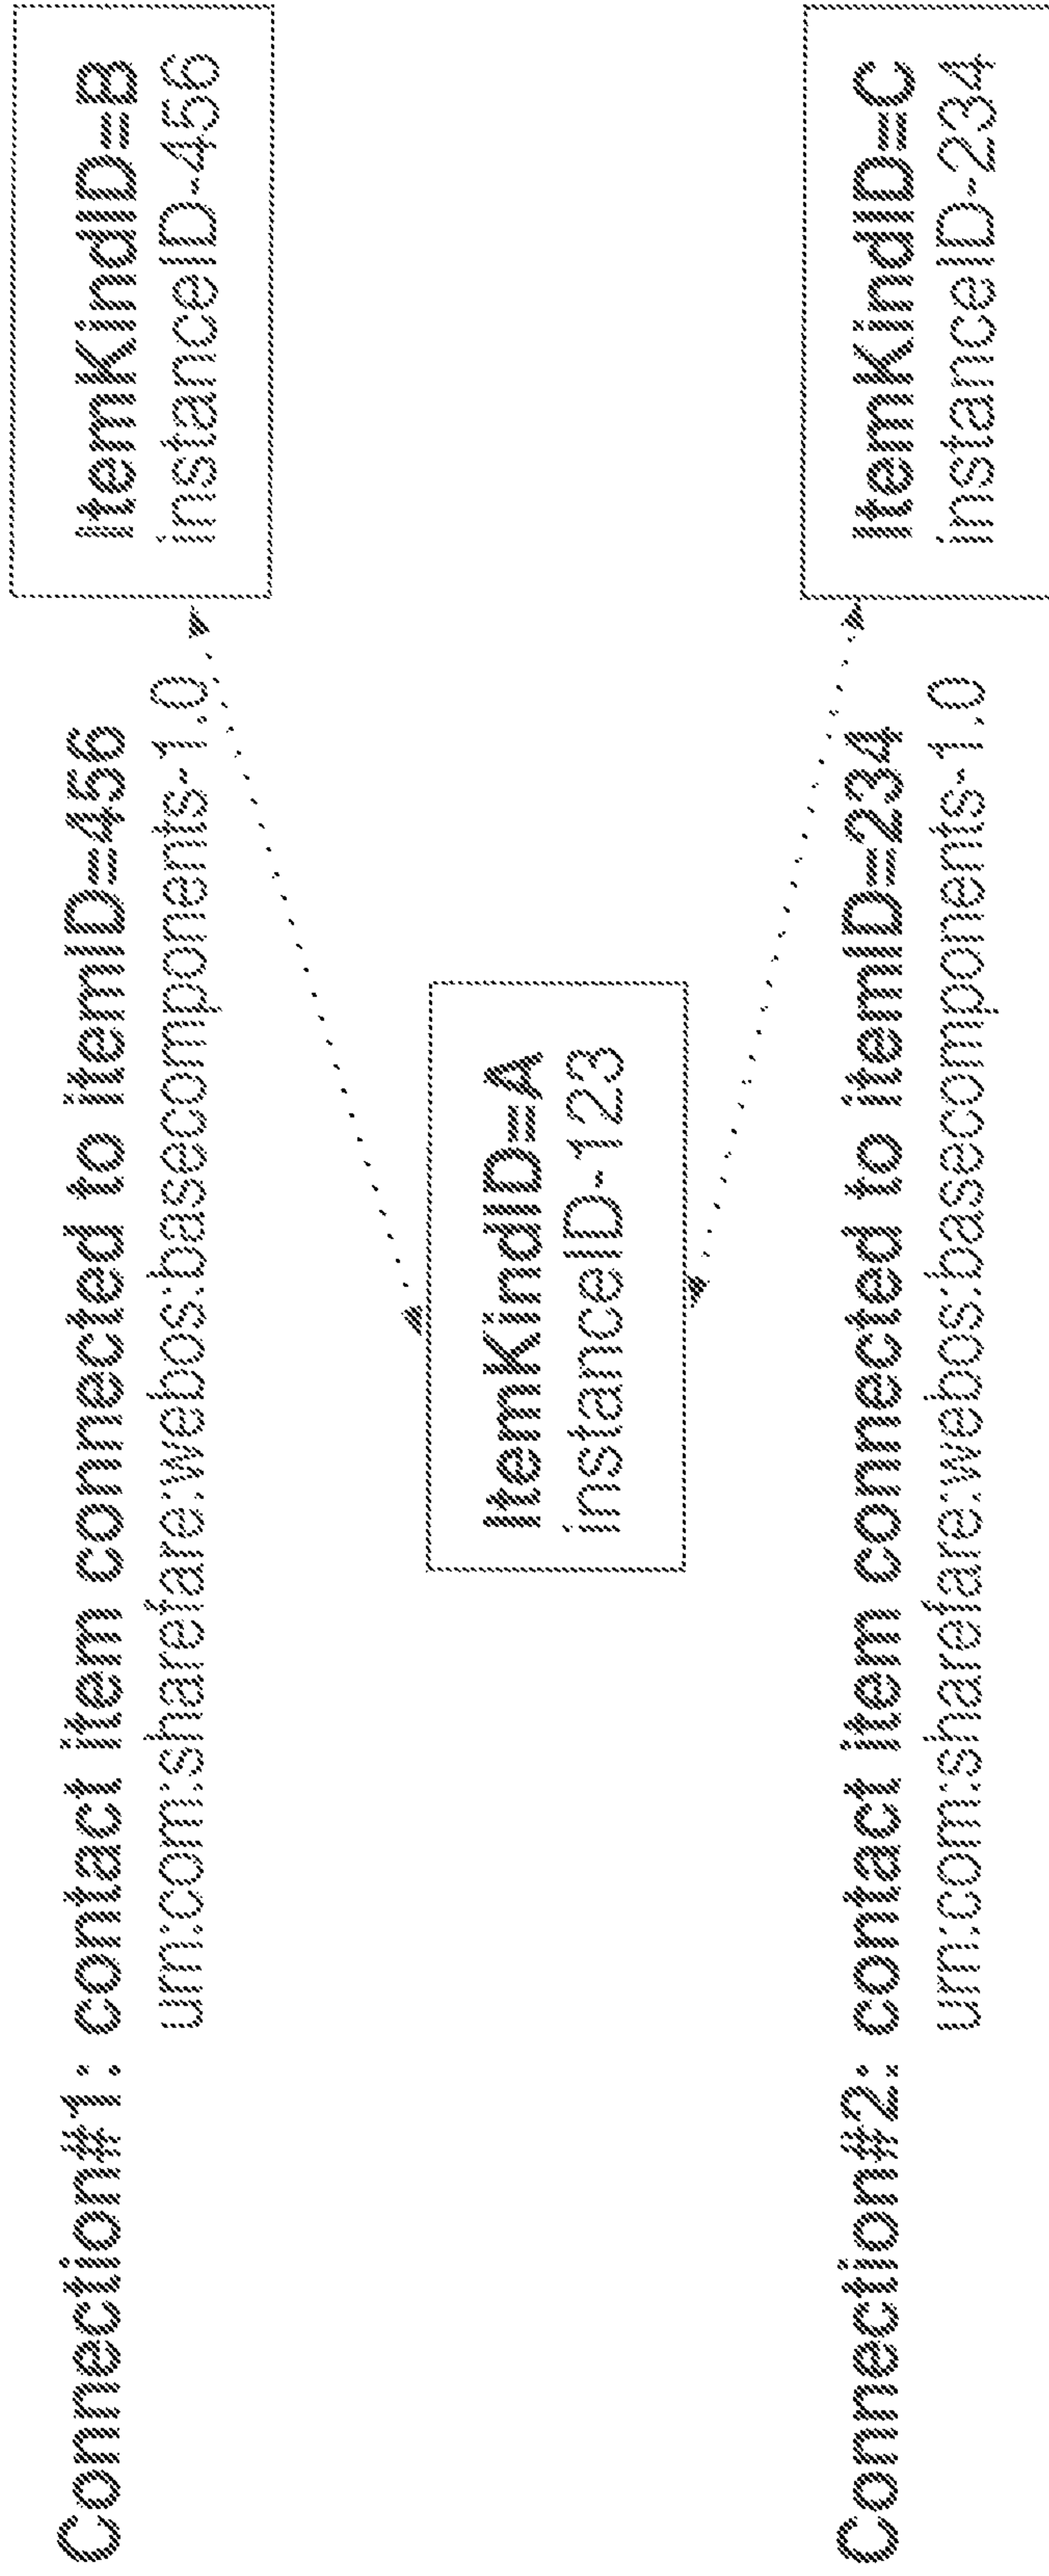 Connection#1: contact item connected to itemID=456
urn:com:sharefare:webos:basecomponents-1.0
ItemKindID=B
instanceID-456
ItemKindID=A
instanceID-123
Connection#2: contact item connected to itemID=234
urn:com:sharefare:webos:basecomponents-1.0
ItemKindID=C
instanceID-234